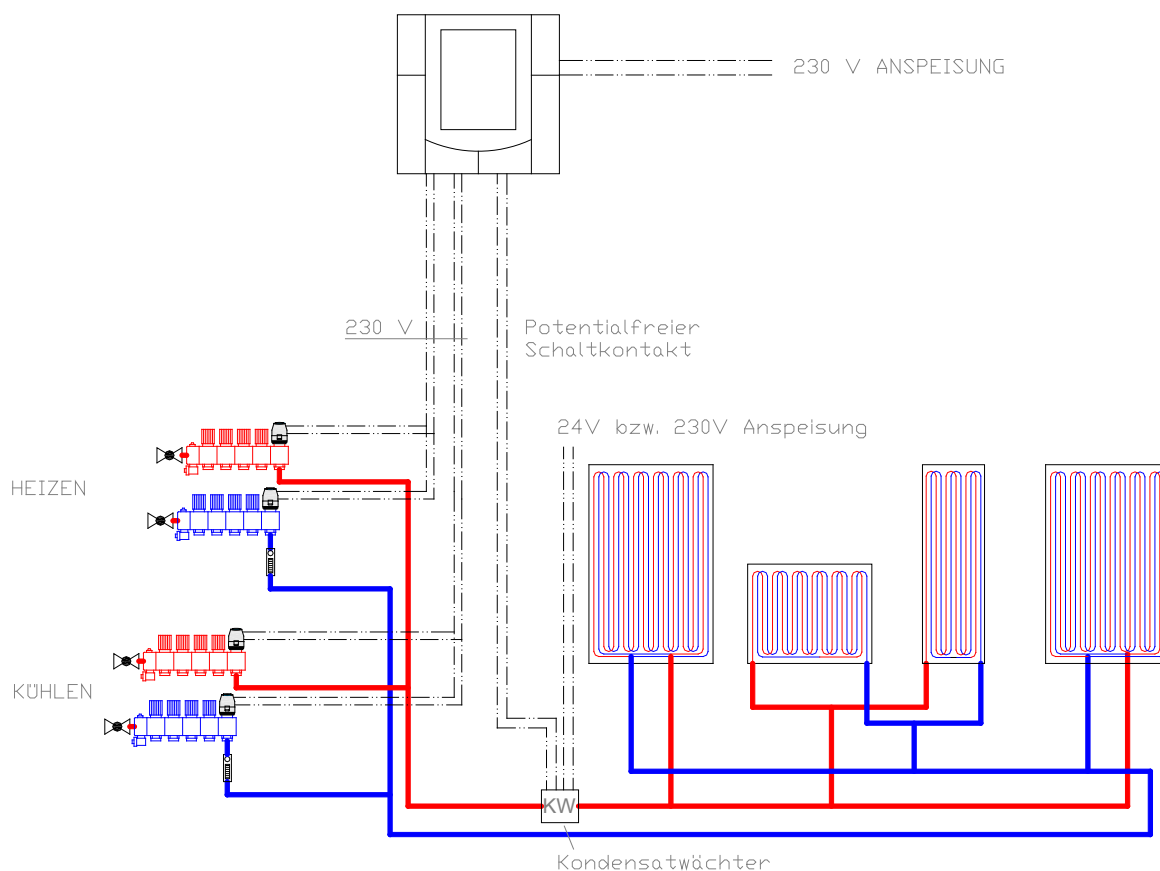 230 V ANSPEISUNG
230 V
Potentialfreier
Schaltkontakt
24V bzw. 230V Anspeisung
HEIZEN
KÜHLEN
KW
Kondensatwächter